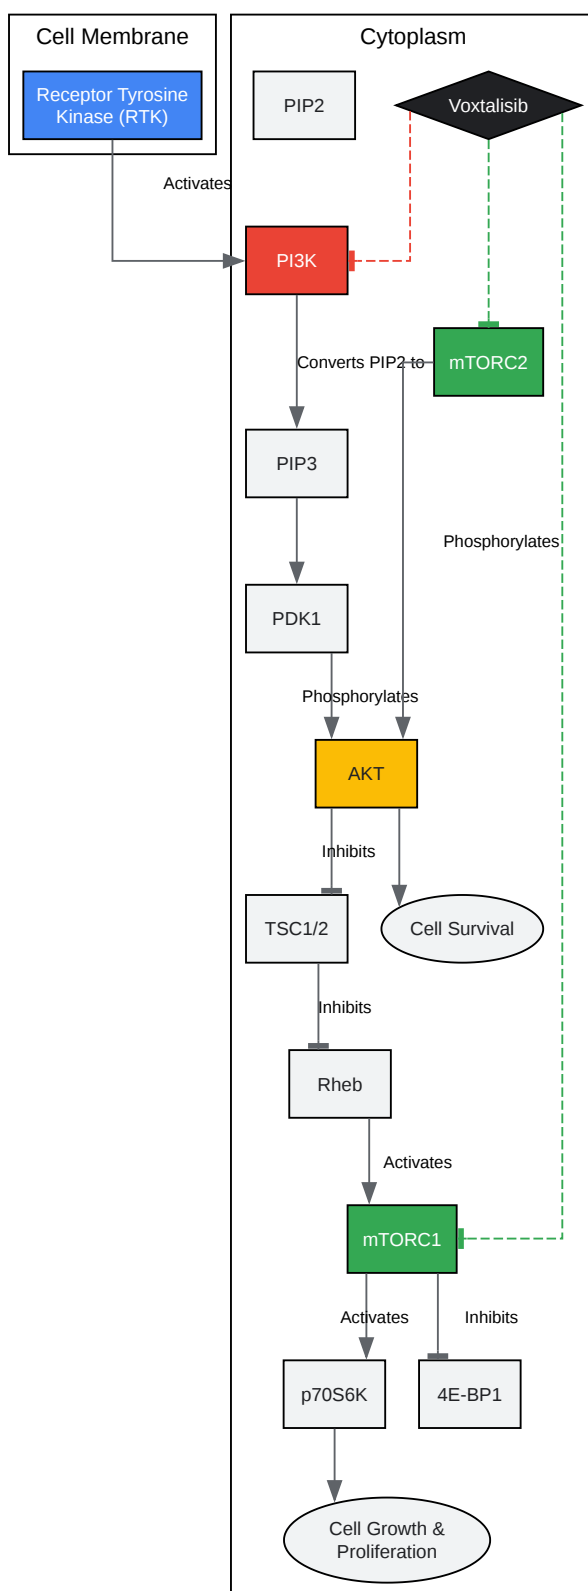 Cell Membrane
Cytoplasm
Receptor Tyrosine
Kinase (RTK)
PIP2
Voxtalisib
Activates
PI3K
Converts PIP2 to
mTORC2
PIP3
Phosphorylates
PDK1
Phosphorylates
AKT
Inhibits
TSC1/2
Cell Survival
Inhibits
Rheb
Activates
mTORC1
Activates
Inhibits
p70S6K
4E-BP1
Cell Growth &
Proliferation